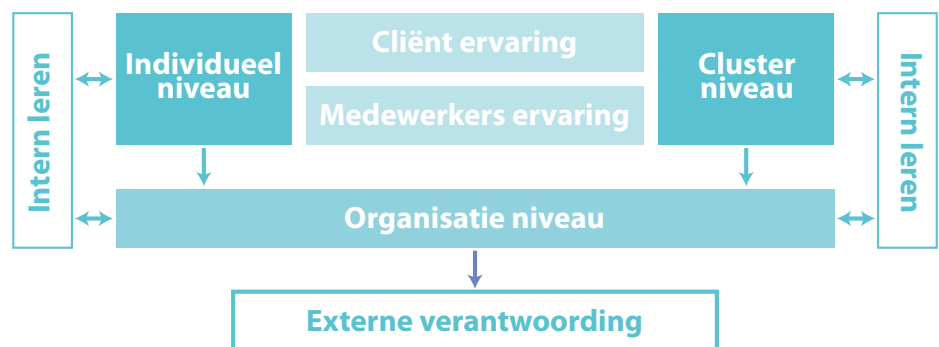 Intern leren
Individueel
niveau
Cliënt ervaring
Medewerkers ervaring
Cluster
niveau
Intern leren
Organisatie niveau
Externe verantwoording